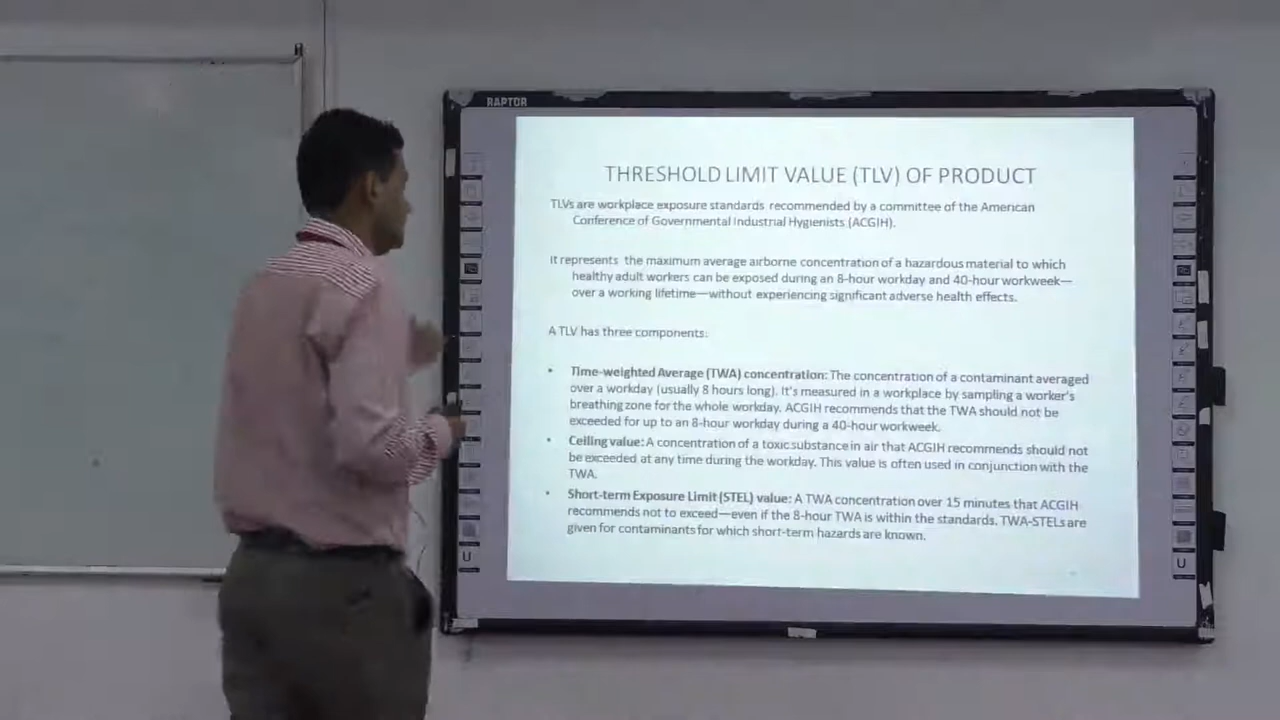 RAPTOR
THRESHOLD LIMIT VALUE (TLV) OF PRODUCT
TLVs are workplace exposure standards recommended by a committee of the American
Conference of Governmental Industrial Hygienists (ACGIH).
It represents the maximum average airborne concentration of a hazardous material to which
healthy adult workers can be exposed during an 8-hour workday and 40-hour workweek—
over a working lifetime—without experiencing significant adverse health effects.
A TLV has three components:
• Time-weighted Average (TWA) concentration: The concentration of a contaminant averaged
over a workday (usually 8 hours long). It's measured in a workplace by sampling a worker's
breathing zone for the whole workday. ACGIH recommends that the TWA should not be
exceeded for up to an 8-hour workday during a 40-hour workweek.
• Ceiling value: A concentration of a toxic substance in air that ACGIH recommends should not
be exceeded at any time during the workday. This value is often used in conjunction with the
TWA.
• Short-term Exposure Limit (STEL) value: A TWA concentration over 15 minutes that ACGIH
recommends not to exceed—even if the 8-hour TWA is within the standards. TWA-STELs are
given for contaminants for which short-term hazards are known.
U
U